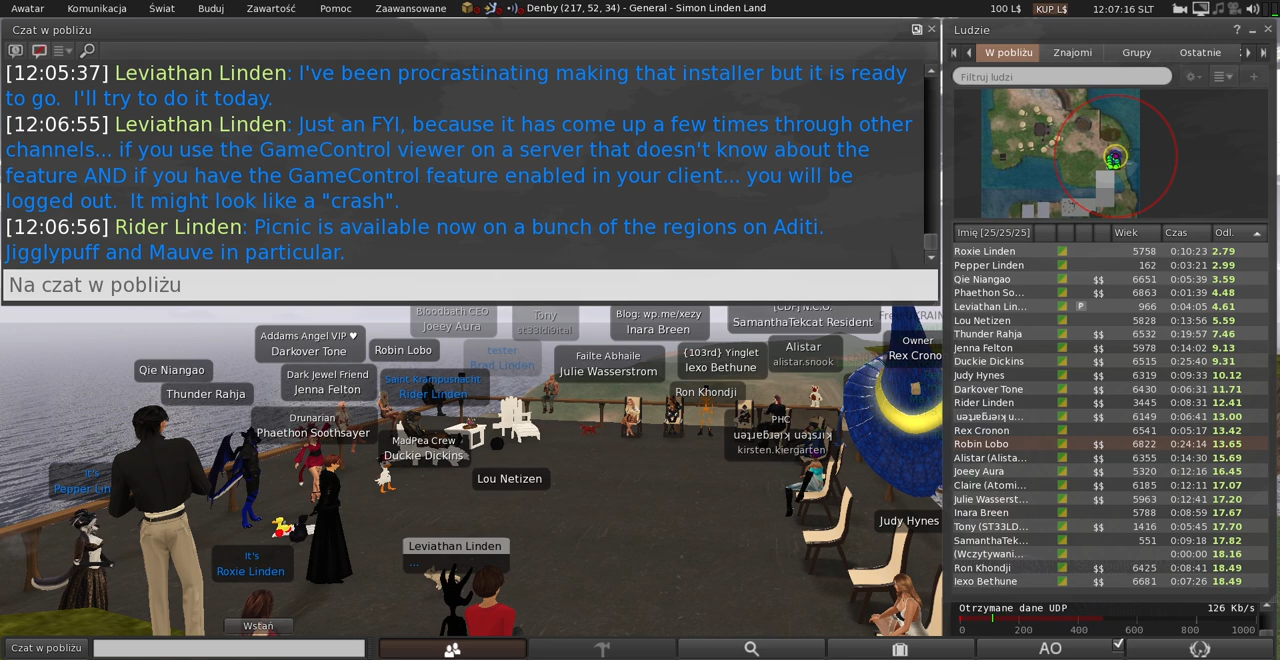 Awatar Komunikacja Świat Buduj Zawartość Pomoc Zaawansowane Denby (217, 52, 34) - General - Simon Linden Land 100 L$ KUP L$ 12:07:16 SLT
Czat w pobliżu
[12:05:37] Leviathan Linden: I've been procrastinating making that installer but it is ready
to go. I'll try to do it today.
[12:06:55] Leviathan Linden: Just an FYI, because it has come up a few times through other
channels... if you use the GameControl viewer on a server that doesn't know about the
feature AND if you have the GameControl feature enabled in your client... you will be
logged out. It might look like a "crash".
[12:06:56] Rider Linden: Picnic is available now on a bunch of the regions on Aditi.
Jigglypuff and Mauve in particular.
Na czat w pobliżu
Bloodbath CEO
Joeey Aura
Tony
st33ldi9ital
Blog: wp.me/xezy
Inara Breen
[CDF] N.C.O.
SamanthaTekcat Resident
Addams Angel VIP ♥
Darkover Tone
Robin Lobo
tester
Brad Linden
Failte Abhaile
Julie Wasserstrom
{103rd} Yinglet
Iexo Bethune
Alistar
alistar.snook
Owner
Rex Crono
Qie Niangao
Thunder Rahja
Dark Jewel Friend
Jenna Felton
Saint Krampusnacht
Rider Linden
Ron Khondji
Drunarian
Phaethon Soothsayer
MadPea Crew
Duckie Dickins
PHC
kirsten.kiergarten
It's
Pepper Lin
Lou Netizen
Judy Hynes
It's
Roxie Linden
Leviathan Linden
...
Wstań
Czat w pobliżu
Ludzie
W pobliżu Znajomi Grupy Ostatnie
Filtruj ludzi
Imię [25/25/25] Wiek Czas Odl.
Roxie Linden 5758 0:10:23 2.79
Pepper Linden 162 0:03:21 2.99
Qie Niangao $$ 6651 0:05:39 3.59
Phaethon So... $$ 6863 0:01:39 4.48
Leviathan Lin... P 966 0:04:05 4.61
Lou Netizen 5828 0:13:56 5.59
Thunder Rahja $$ 6532 0:19:57 7.46
Jenna Felton $$ 5978 0:14:02 9.13
Duckie Dickins $$ 6515 0:25:40 9.31
Judy Hynes $$ 6319 0:09:33 10.12
Darkover Tone $$ 6430 0:06:31 11.71
Rider Linden $$ 3445 0:08:31 12.41
$$ 6149 0:06:41 13.00
Rex Cronon 6541 0:05:17 13.42
Robin Lobo $$ 6822 0:24:14 13.65
Alistar (Alista... $$ 6355 0:14:30 15.69
Joeey Aura $$ 5320 0:12:16 16.45
Claire (Atomi... $$ 6185 0:12:11 17.07
Julie Wasserst... $$ 5963 0:12:41 17.20
Inara Breen 5788 0:08:59 17.67
Tony (ST33LD... $$ 1416 0:05:45 17.70
SamanthaTek... 551 0:09:18 17.82
(Wczytywani... 0:00:00 18.16
Ron Khondji $$ 6425 0:08:41 18.49
Iexo Bethune $$ 6681 0:07:26 18.49
Otrzymane dane UDP 126 Kb/s
0 200 400 600 800 1000
AO